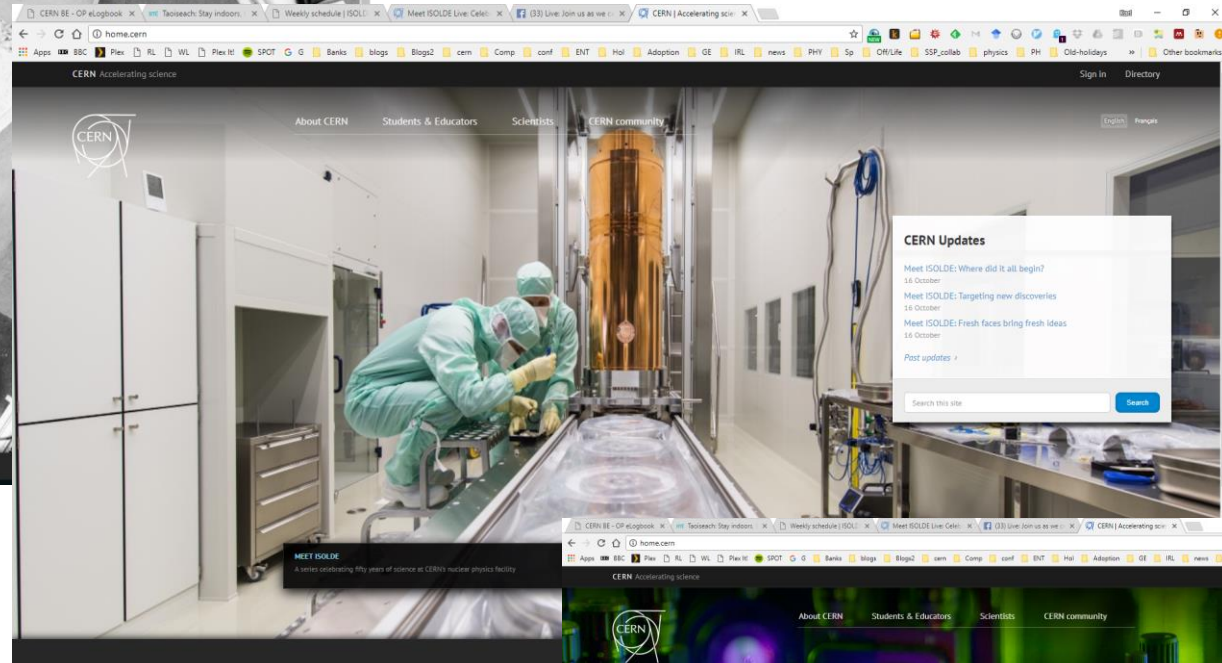 CERN BE - OP eLogbook Taoiseach: Stay indoors, Weekly schedule | ISOL Meet ISOLDE Live: Celeb (33) Live: Join us as we c CERN | Accelerating scie
home.cern
Apps BBC Plex RL WL Plex It! SPOT G G Banks blogs Blogs2 cern Comp conf ENT Hol Adoption GE IRL news PHY Sp Off/Life SSP_collab physics PH Old-holidays » Other bookmarks
CERN Accelerating science Sign in Directory
About CERN Students & Educators Scientists CERN community English Français
CERN
CERN Updates
Meet ISOLDE: Where did it all begin?
16 October
Meet ISOLDE: Targeting new discoveries
16 October
Meet ISOLDE: Fresh faces bring fresh ideas
16 October
Past updates ›
Search this site Search
MEET ISOLDE
A series celebrating fifty years of science at CERN's nuclear physics facility
CERN BE - OP eLogbook Taoiseach: Stay indoors, Weekly schedule | ISOL Meet ISOLDE Live: Celeb (33) Live: Join us as we c CERN | Accelerating scie
home.cern
Apps BBC Plex RL WL Plex It! SPOT G G Banks blogs Blogs2 cern Comp conf ENT Hol Adoption GE IRL news
CERN Accelerating science
About CERN Students & Educators Scientists CERN community
CERN